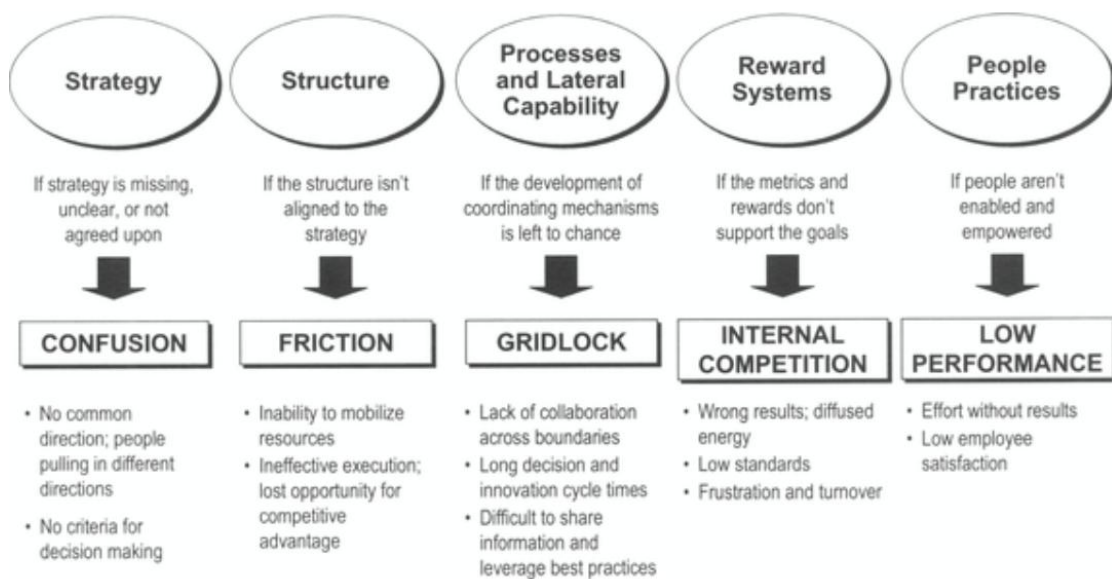 Strategy
If strategy is missing,
unclear, or not
agreed upon
CONFUSION
• No common
direction; people
pulling in different
directions
• No criteria for
decision making
Structure
If the structure isn't
aligned to the
strategy
FRICTION
• Inability to mobilize
resources
• Ineffective execution;
lost opportunity for
competitive
advantage
Processes
and Lateral
Capability
If the development of
coordinating mechanisms
is left to chance
GRIDLOCK
• Lack of collaboration
across boundaries
• Long decision and
innovation cycle times
• Difficult to share
information and
leverage best practices
Reward
Systems
If the metrics and
rewards don't
support the goals
INTERNAL
COMPETITION
• Wrong results; diffused
energy
• Low standards
• Frustration and turnover
People
Practices
If people aren't
enabled and
empowered
LOW
PERFORMANCE
• Effort without results
• Low employee
satisfaction